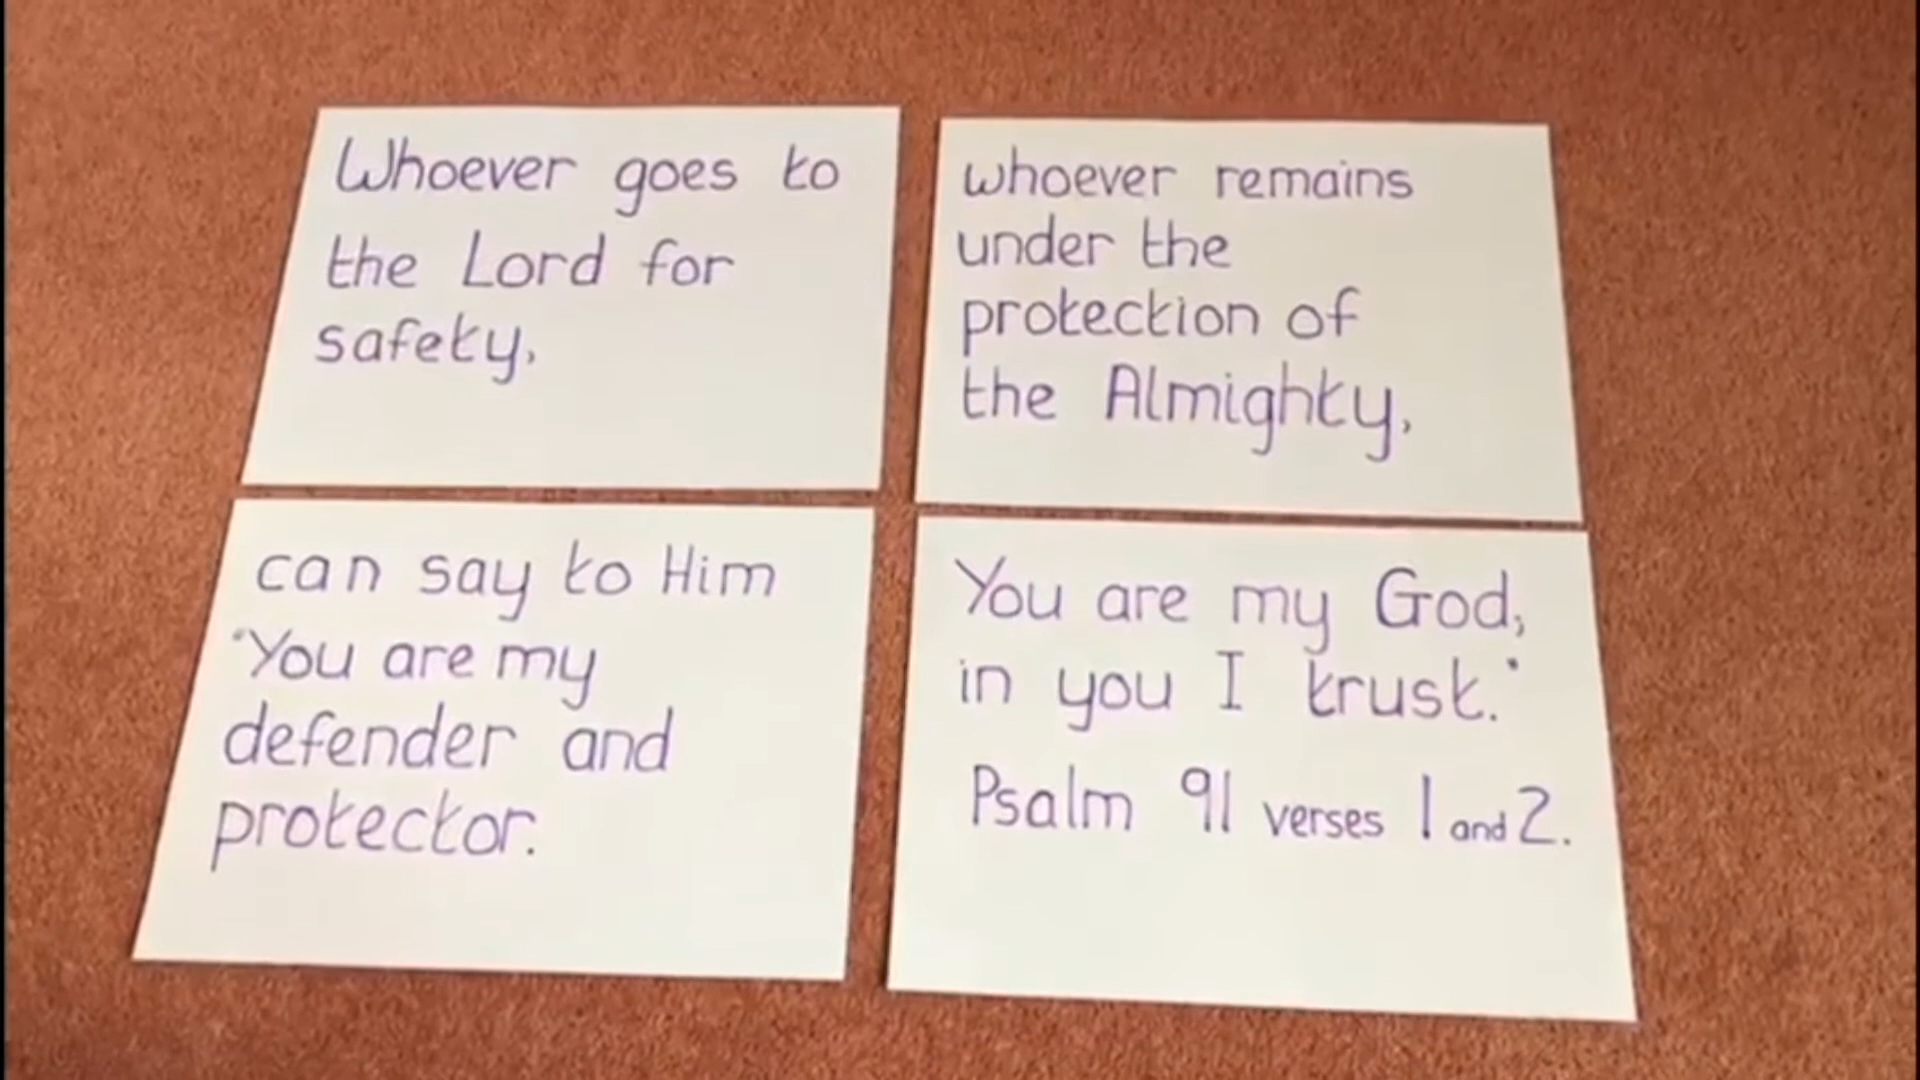 Whoever goes to
the Lord for
safety,
whoever remains
under the
protection of
the Almighty,
can say to Him
"You are my
defender and
protector.
You are my God,
in you I trust."
Psalm 91 verses 1 and 2.